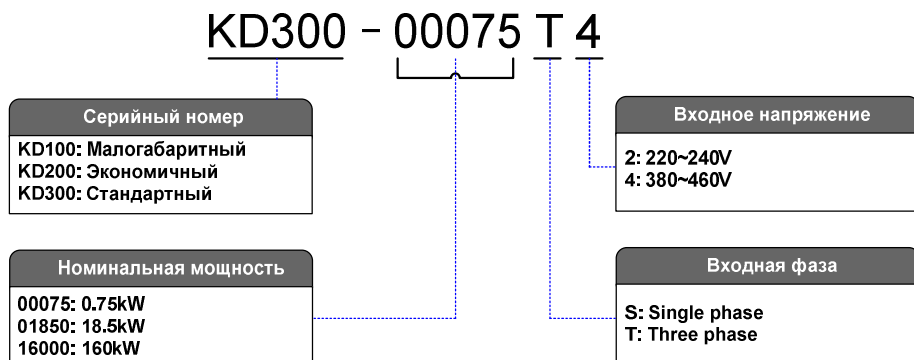 KD300 - 00075 T 4
Серийный номер
KD100: Малогабаритный
KD200: Экономичный
KD300: Стандартный
Входное напряжение
2: 220~240V
4: 380~460V
Номинальная мощность
00075: 0.75kW
01850: 18.5kW
16000: 160kW
Входная фаза
S: Single phase
T: Three phase